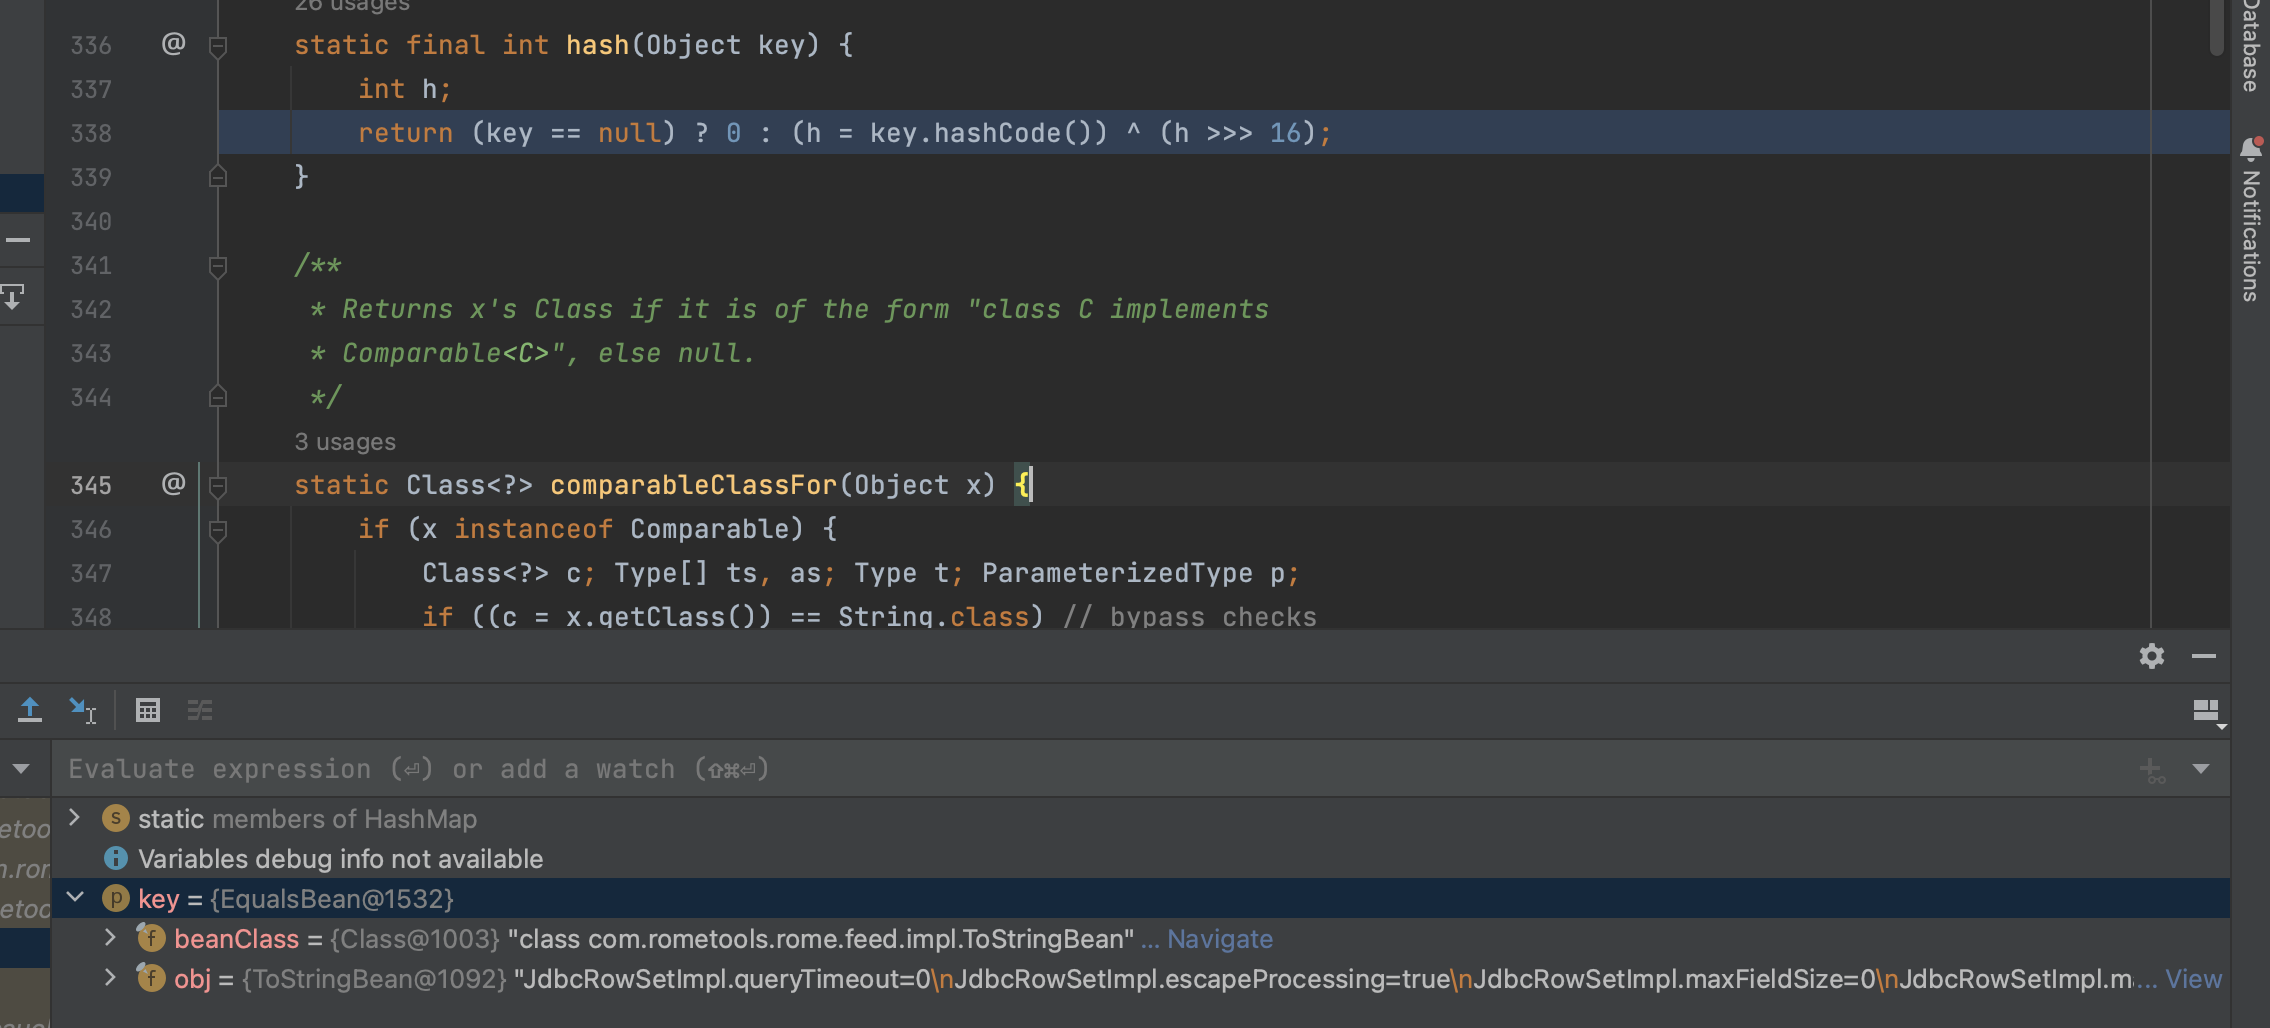 26 usages
336 @ static final int hash(Object key) {
337 int h;
338 return (key == null) ? 0 : (h = key.hashCode()) ^ (h >>> 16);
339 }
340
341 /**
342 * Returns x's Class if it is of the form "class C implements
343 * Comparable<C>", else null.
344 */
3 usages
345 @ static Class<?> comparableClassFor(Object x) {
346 if (x instanceof Comparable) {
347 Class<?> c; Type[] ts, as; Type t; ParameterizedType p;
348 if ((c = x.getClass()) == String.class) // bypass checks
Database
Notifications
Evaluate expression (⏎) or add a watch (⇧⌘⏎)
s static members of HashMap
etoo
i Variables debug info not available
n.ror
p key = {EqualsBean@1532}
etoo
f beanClass = {Class@1003} "class com.rometools.rome.feed.impl.ToStringBean" ... Navigate
f obj = {ToStringBean@1092} "JdbcRowSetImpl.queryTimeout=0\nJdbcRowSetImpl.escapeProcessing=true\nJdbcRowSetImpl.maxFieldSize=0\nJdbcRowSetImpl.m... View